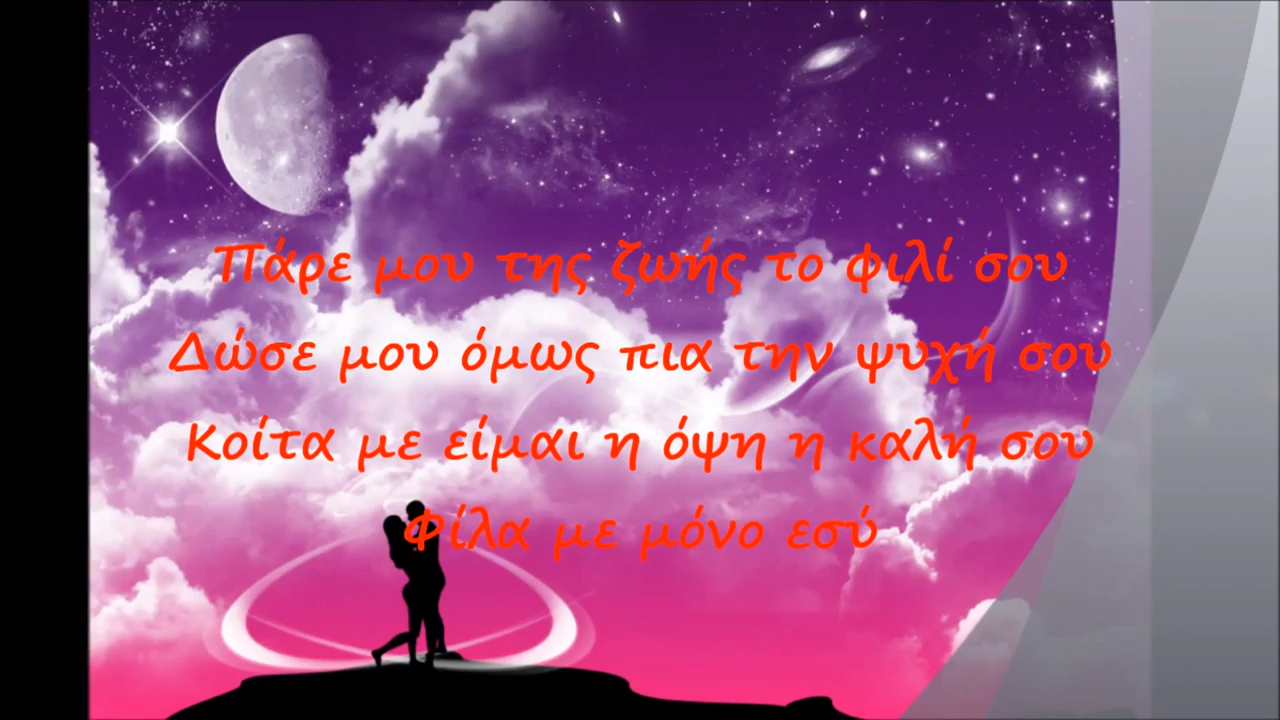 Πάρε μου της ζωής το φιλί σου
Δώσε μου όμως πια την ψυχή σου
Κοίτα με είμαι η όψη η καλή σου
Φίλα με μόνο εσύ